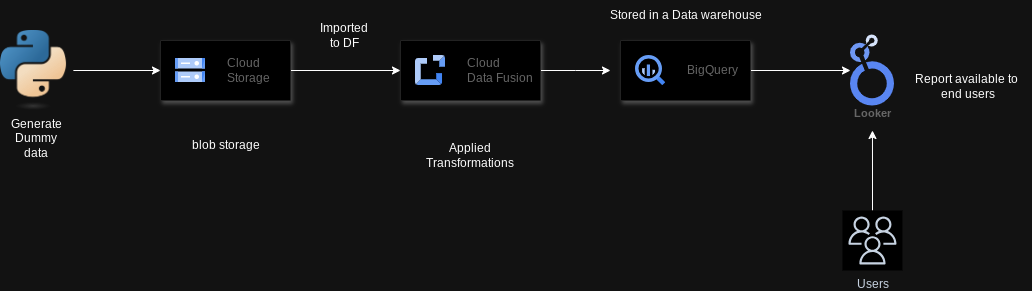 Generate
Dummy
data
Cloud
Storage
blob storage
Imported
to DF
Cloud
Data Fusion
Applied
Transformations
Stored in a Data warehouse
BigQuery
Looker
Report available to
end users
Users